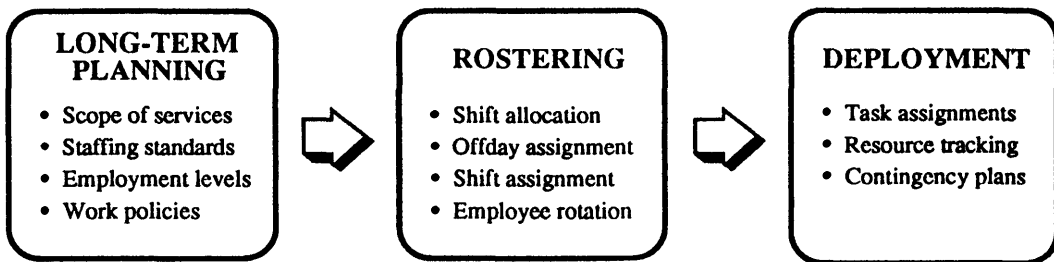 LONG-TERM
PLANNING
• Scope of services
• Staffing standards
• Employment levels
• Work policies
ROSTERING
• Shift allocation
• Offday assignment
• Shift assignment
• Employee rotation
DEPLOYMENT
• Task assignments
• Resource tracking
• Contingency plans